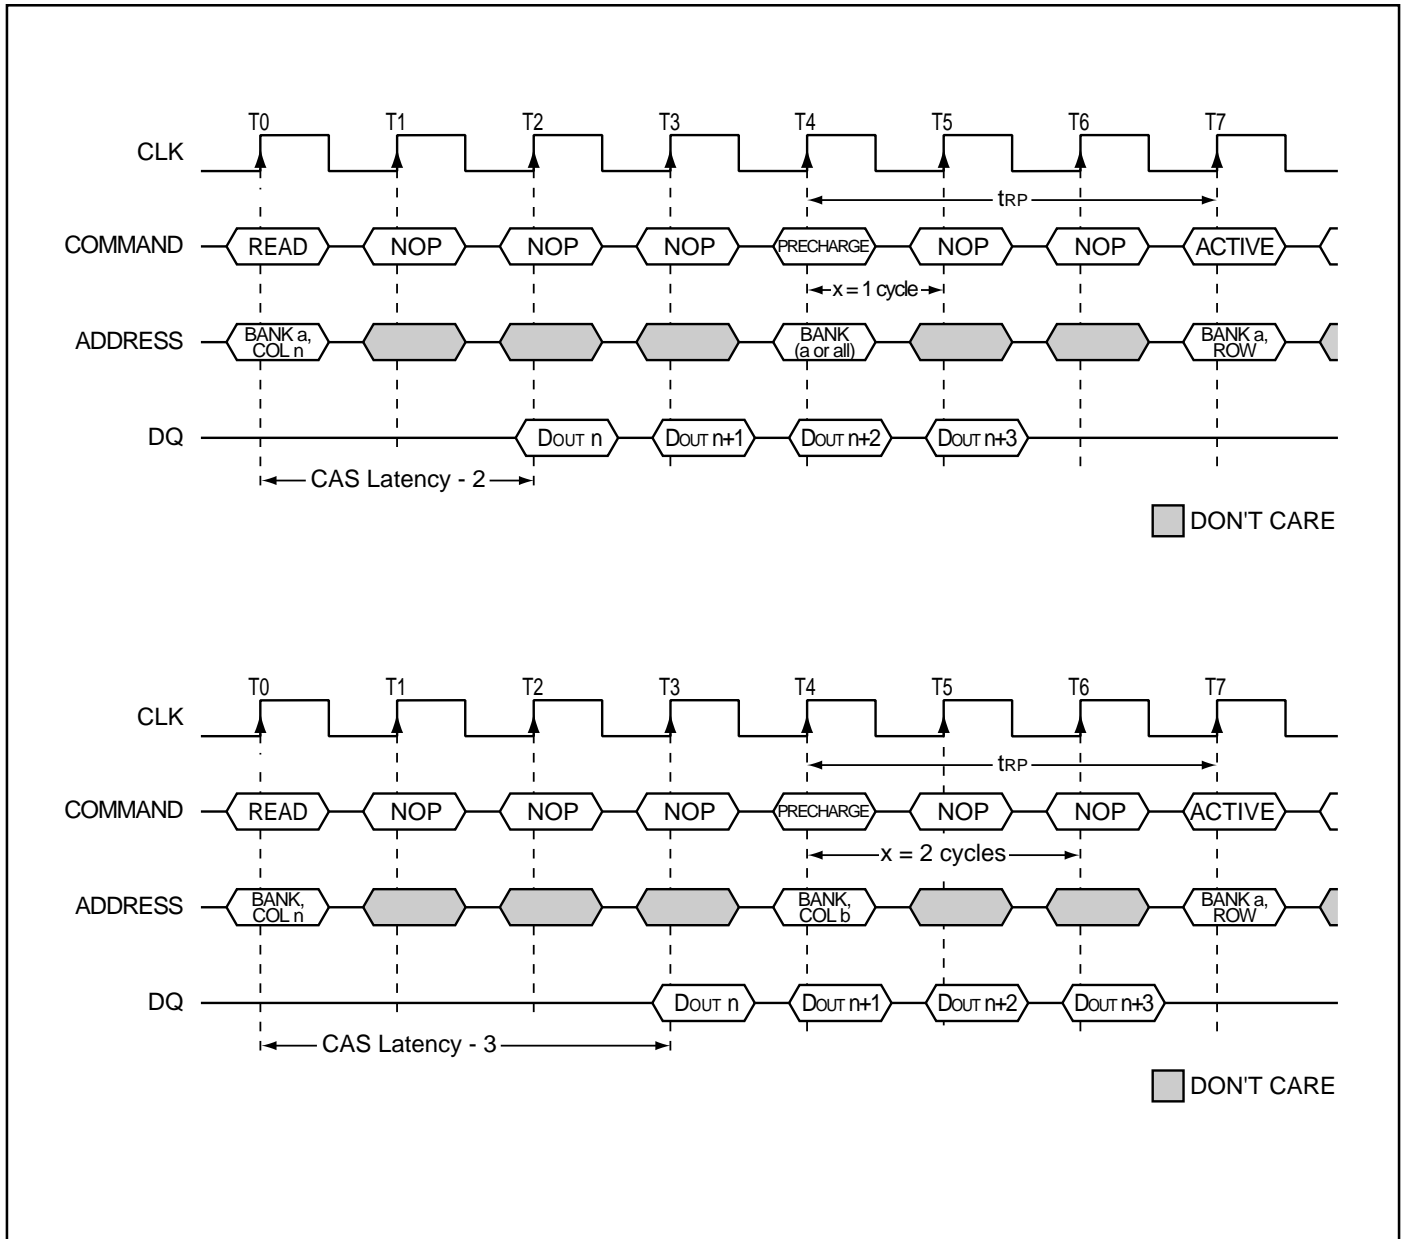 T0 T1 T2 T3 T4 T5 T6 T7
CLK
tRP
COMMAND READ NOP NOP NOP PRECHARGE NOP NOP ACTIVE
x = 1 cycle
ADDRESS BANK a, COL n BANK (a or all) BANK a, ROW
DQ DOUT n DOUT n+1 DOUT n+2 DOUT n+3
CAS Latency - 2
DON'T CARE
T0 T1 T2 T3 T4 T5 T6 T7
CLK
tRP
COMMAND READ NOP NOP NOP PRECHARGE NOP NOP ACTIVE
x = 2 cycles
ADDRESS BANK, COL n BANK, COL b BANK a, ROW
DQ DOUT n DOUT n+1 DOUT n+2 DOUT n+3
CAS Latency - 3
DON'T CARE